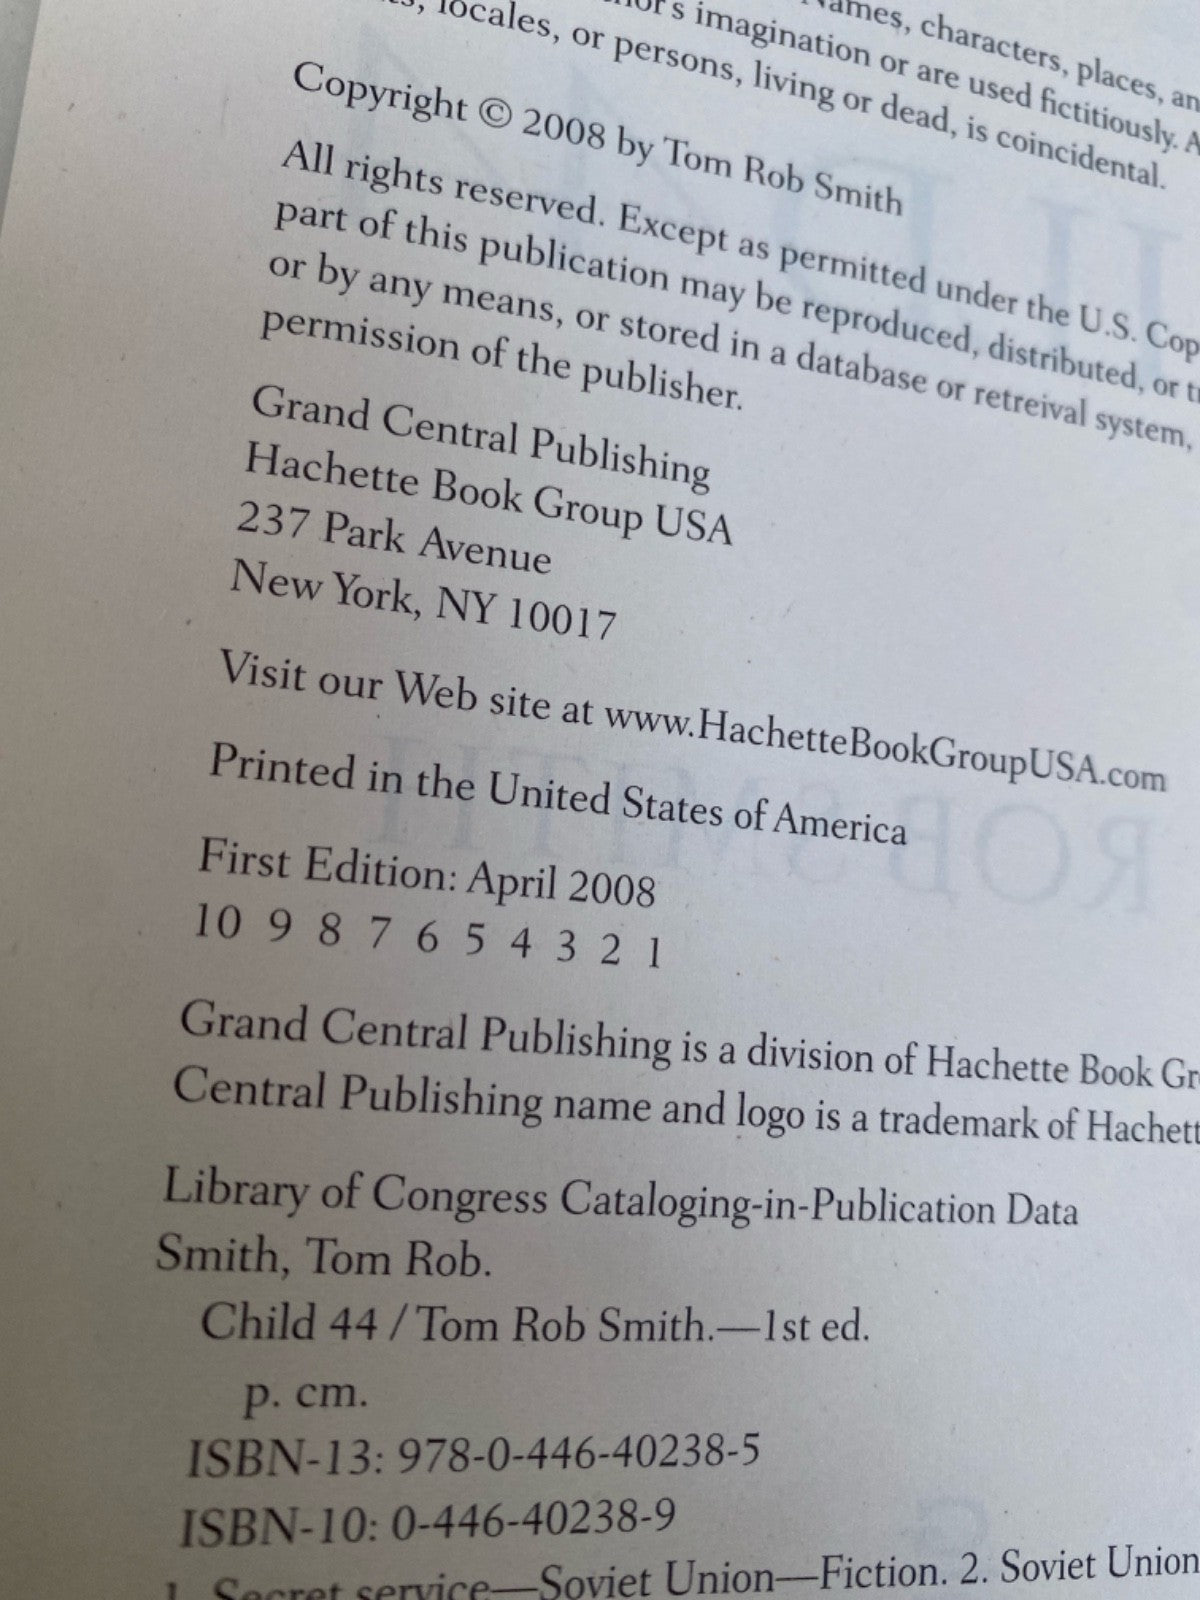 Names, characters, places, an
imagination or are used fictitiously. A
locales, or persons, living or dead, is coincidental.
Copyright © 2008 by Tom Rob Smith
All rights reserved. Except as permitted under the U.S. Cop
part of this publication may be reproduced, distributed, or tr
or by any means, or stored in a database or retreival system,
permission of the publisher.
Grand Central Publishing
Hachette Book Group USA
237 Park Avenue
New York, NY 10017
Visit our Web site at www.HachetteBookGroupUSA.com
Printed in the United States of America
First Edition: April 2008
10 9 8 7 6 5 4 3 2 1
Grand Central Publishing is a division of Hachette Book Gr
Central Publishing name and logo is a trademark of Hachett
Library of Congress Cataloging-in-Publication Data
Smith, Tom Rob.
Child 44 / Tom Rob Smith.—1st ed.
p. cm.
ISBN-13: 978-0-446-40238-5
ISBN-10: 0-446-40238-9
1. Secret service—Soviet Union—Fiction. 2. Soviet Union